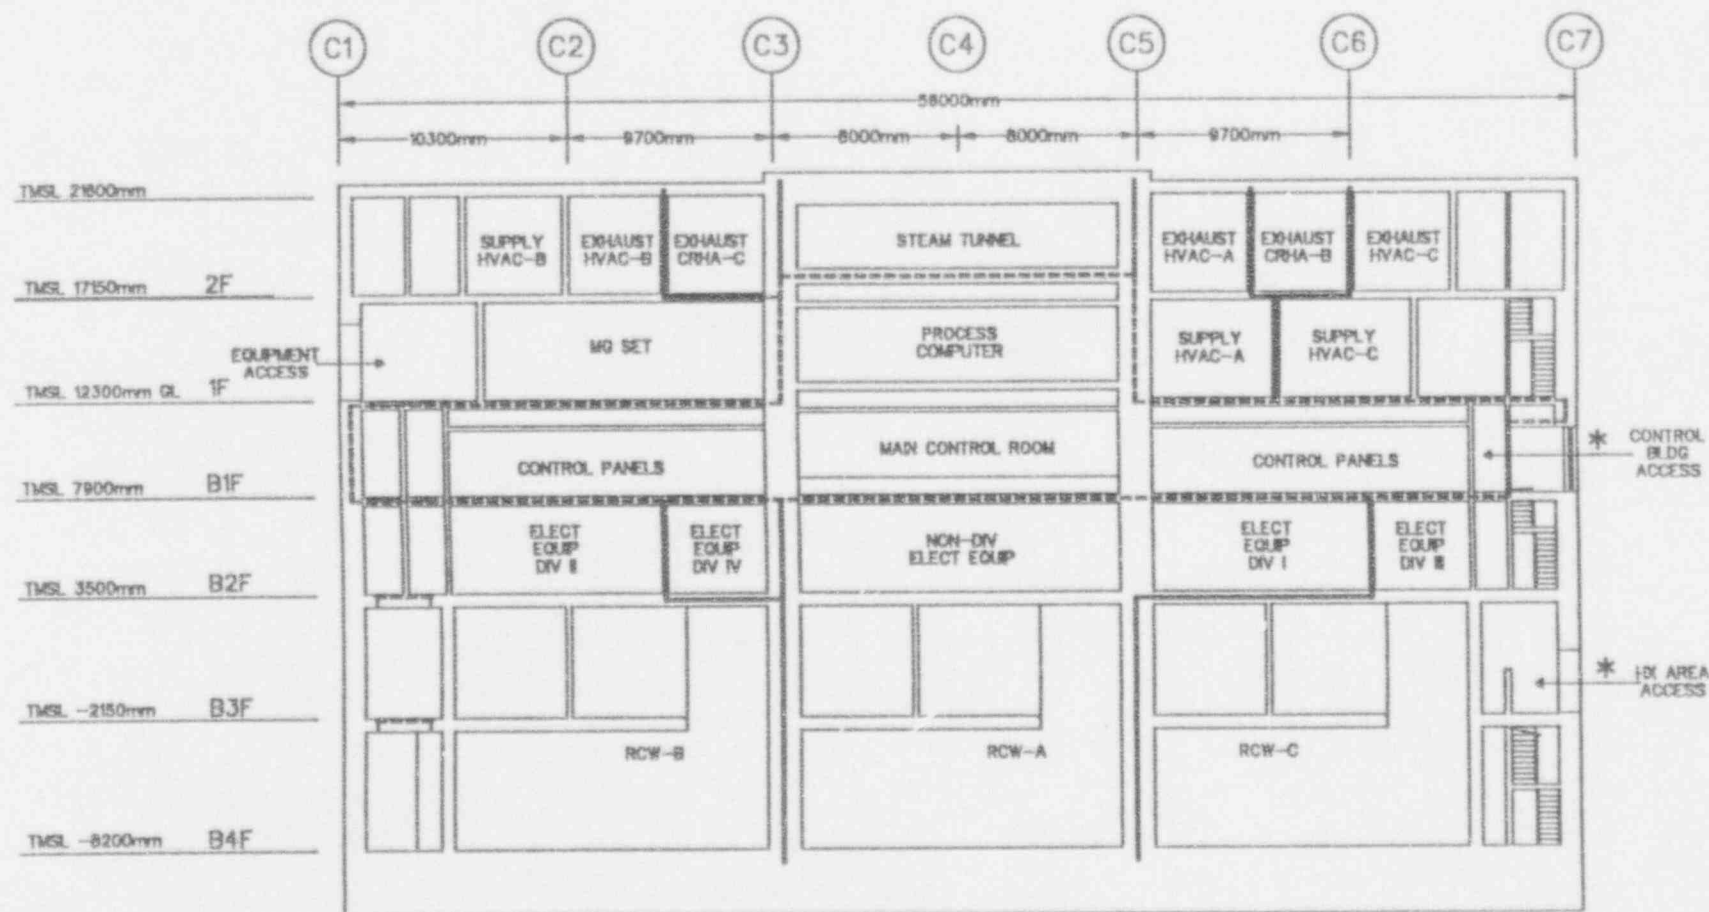 C1 C2 C3 C4 C5 C6 C7
56000mm
10300mm 9700mm 8000mm 8000mm 9700mm
TMSL 21800mm
SUPPLY HVAC-B
EXHAUST HVAC-B
EXHAUST CRHA-C
STEAM TUNNEL
EXHAUST HVAC-A
EXHAUST CRHA-B
EXHAUST HVAC-C
TMSL 17150mm 2F
EQUIPMENT ACCESS
MG SET
PROCESS COMPUTER
SUPPLY HVAC-A
SUPPLY HVAC-C
TMSL 12300mm GL 1F
CONTROL PANELS
MAIN CONTROL ROOM
CONTROL PANELS
* CONTROL BLDG ACCESS
TMSL 7900mm B1F
ELECT EQUIP DIV II
ELECT EQUIP DIV IV
NON-DIV ELECT EQUIP
ELECT EQUIP DIV I
ELECT EQUIP DIV III
TMSL 3500mm B2F
* HX AREA ACCESS
TMSL -2150mm B3F
RCW-B
RCW-A
RCW-C
TMSL -8200mm B4F